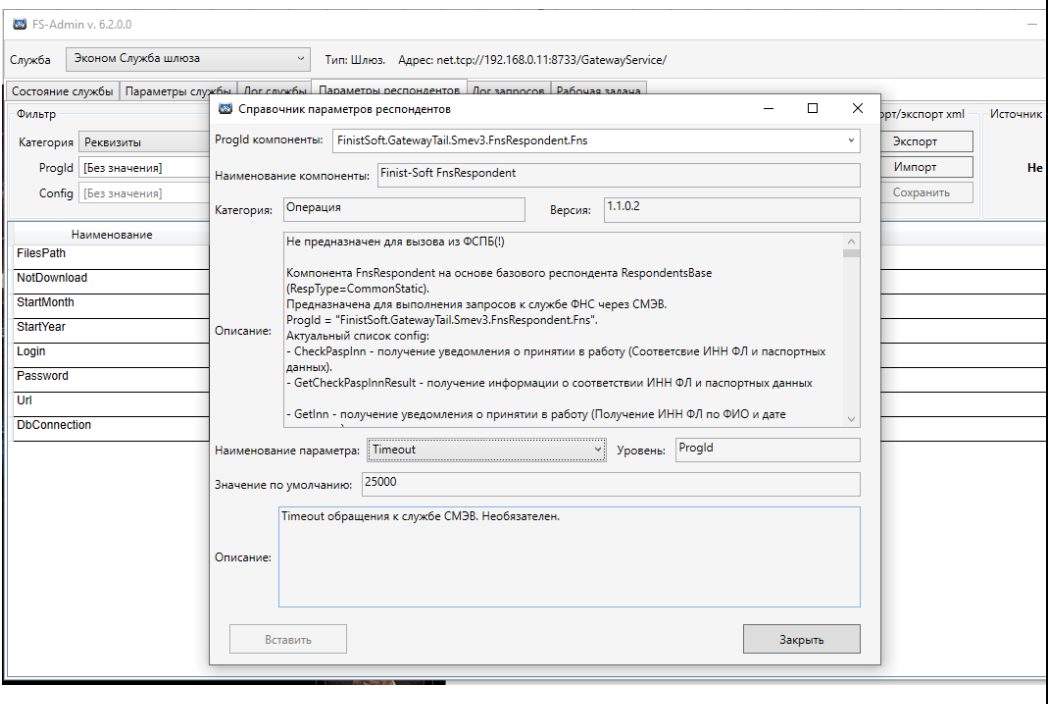 FS-Admin v. 6.2.0.0
Служба Эконом Служба шлюза Тип: Шлюз. Адрес: net.tcp://192.168.0.11:8733/GatewayService/
Состояние службы Параметры службы Лог службы Параметры респондентов Лог запросов Рабочая задача
Фильтр
Категория Реквизиты
ProgId [Без значения]
Config [Без значения]
орт/экспорт xml
Экспорт
Импорт
Сохранить
Источник
Не
Наименование
FilesPath
NotDownload
StartMonth
StartYear
Login
Password
Url
DbConnection
Справочник параметров респондентов
ProgId компоненты: FinistSoft.GatewayTail.Smev3.FnsRespondent.Fns
Наименование компоненты: Finist-Soft FnsRespondent
Категория: Операция Версия: 1.1.0.2
Описание:
Не предназначен для вызова из ФСПБ(!)
Компонента FnsRespondent на основе базового респондента RespondentsBase
(RespType=CommonStatic).
Предназначена для выполнения запросов к службе ФНС через СМЭВ.
ProgId = "FinistSoft.GatewayTail.Smev3.FnsRespondent.Fns".
Актуальный список config:
- CheckPaspInn - получение уведомления о принятии в работу (Соответсвие ИНН ФЛ и паспортных
данных).
- GetCheckPaspInnResult - получение информации о соответствии ИНН ФЛ и паспортных данных
- GetInn - получение уведомления о принятии в работу (Получение ИНН ФЛ по ФИО и дате
Наименование параметра: Timeout Уровень: ProgId
Значение по умолчанию: 25000
Описание:
Timeout обращения к службе СМЭВ. Необязателен.
Вставить Закрыть